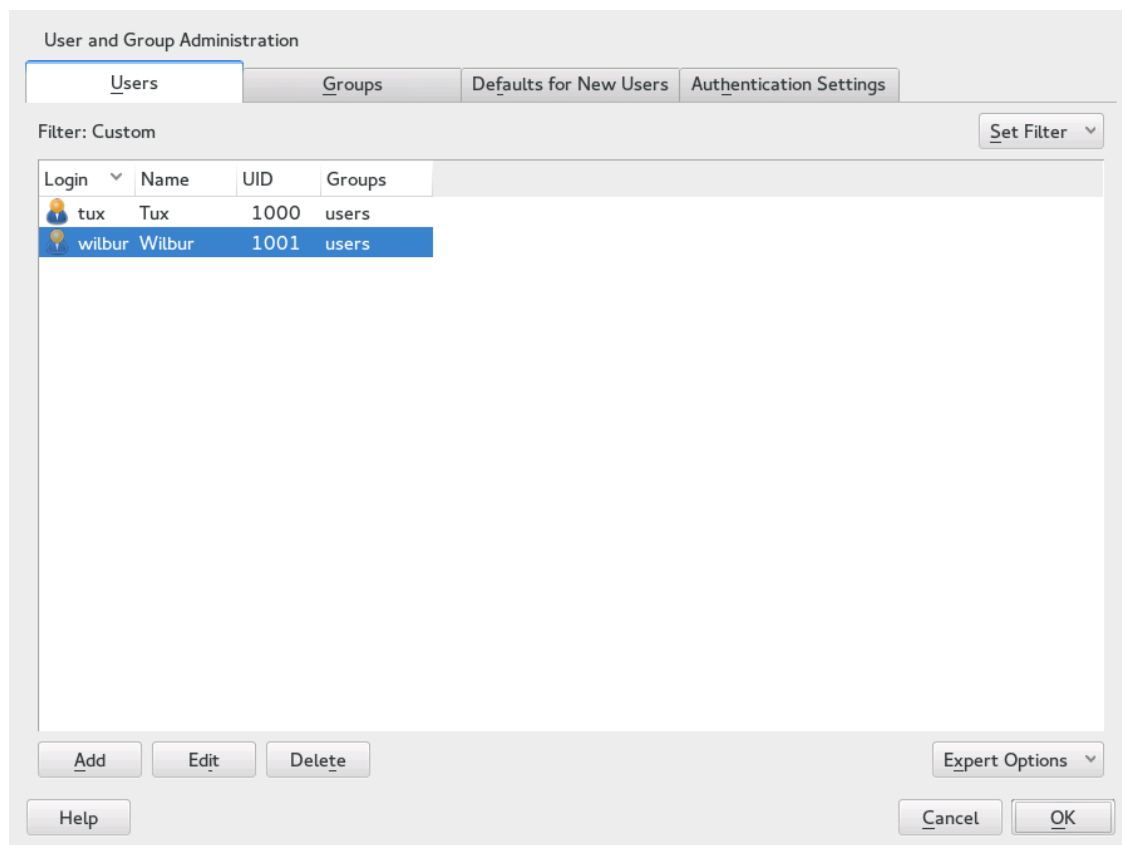 User and Group Administration
Users Groups Defaults for New Users Authentication Settings
Filter: Custom Set Filter
Login Name UID Groups
tux Tux 1000 users
wilbur Wilbur 1001 users
Add Edit Delete Expert Options
Help Cancel OK